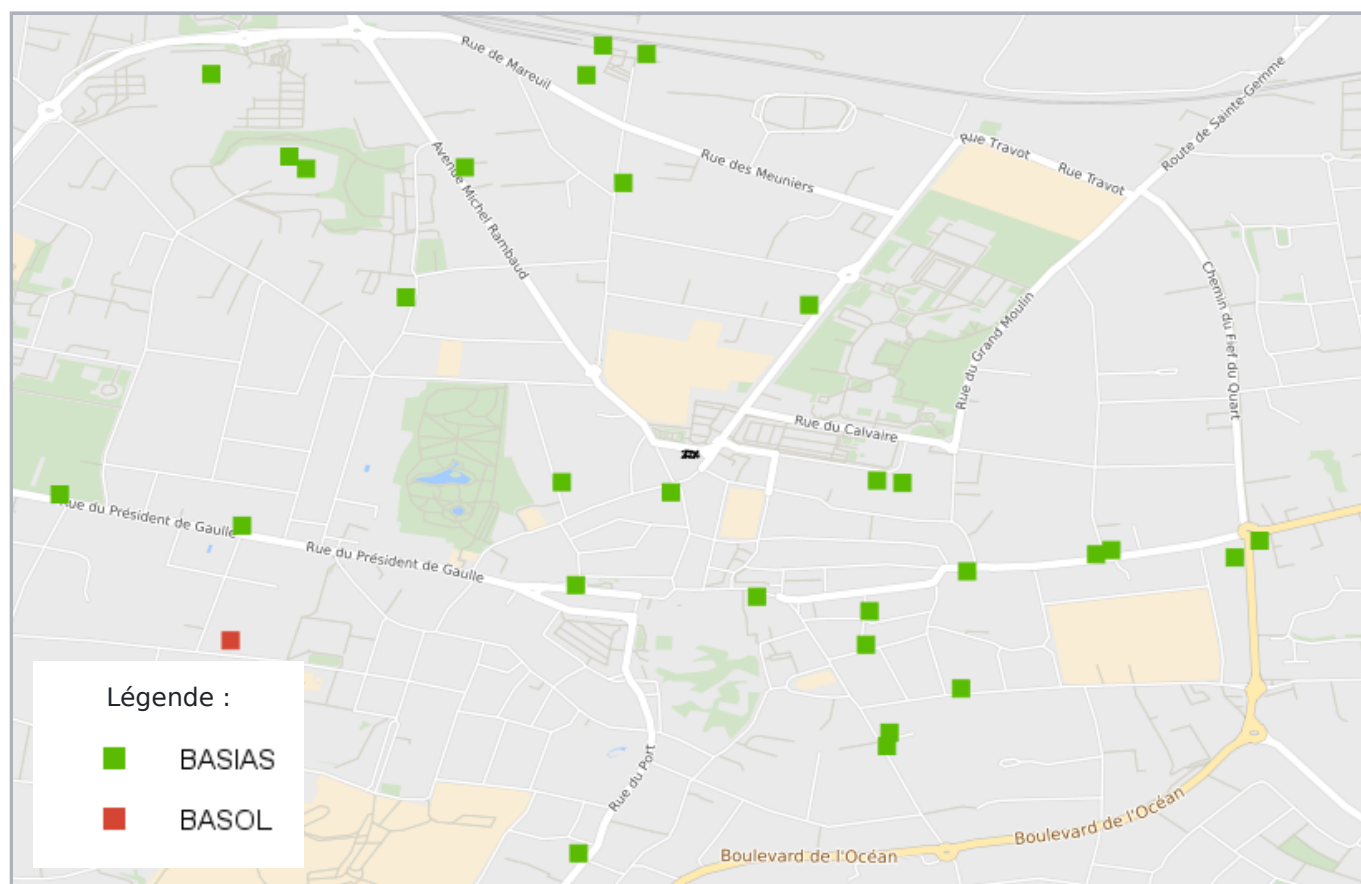 Rue de Mareuil
Rue des Meuniers
Avenue Michel Rambaud
Rue Travot
Rue Travot
Route de Sainte-Gemme
Chemin du Fief du Quart
Rue du Grand Moulin
Rue du Calvaire
Rue du Président de Gaulle
Rue du Président de Gaulle
Rue du Port
Boulevard de l'Océan
Boulevard de l'Océan
Légende :
BASIAS
BASOL